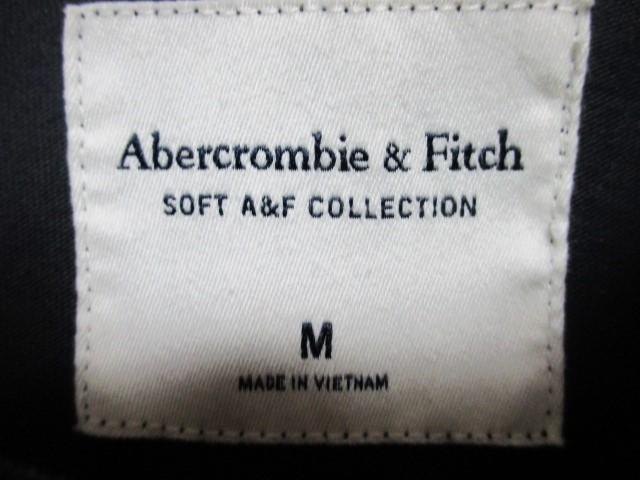 Abercrombie & Fitch
SOFT A&F COLLECTION
M
MADE IN VIETNAM